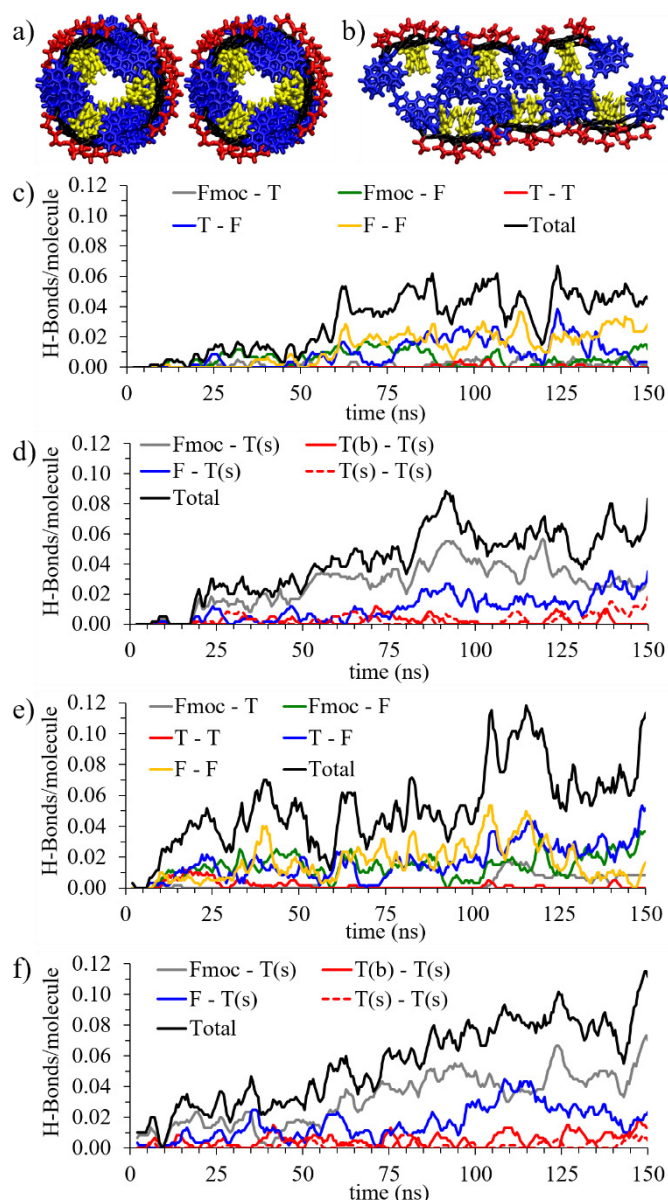 a) b)
c) 0.12 Fmoc - T Fmoc - F T - T
0.10 T - F F - F Total
0.08
0.06
0.04
0.02
0.00
H-Bonds/molecule
0 25 50 75 100 125 150
time (ns)
d) 0.12 Fmoc - T(s) T(b) - T(s)
0.10 F - T(s) T(s) - T(s)
0.08 Total
0.06
0.04
0.02
0.00
H-Bonds/molecule
0 25 50 75 100 125 150
time (ns)
e) 0.12 Fmoc - T Fmoc - F
0.10 T - T T - F
0.08 F - F Total
0.06
0.04
0.02
0.00
H-Bonds/molecule
0 25 50 75 100 125 150
time (ns)
f) 0.12 Fmoc - T(s) T(b) - T(s)
0.10 F - T(s) T(s) - T(s)
0.08 Total
0.06
0.04
0.02
0.00
H-Bonds/molecule
0 25 50 75 100 125 150
time (ns)